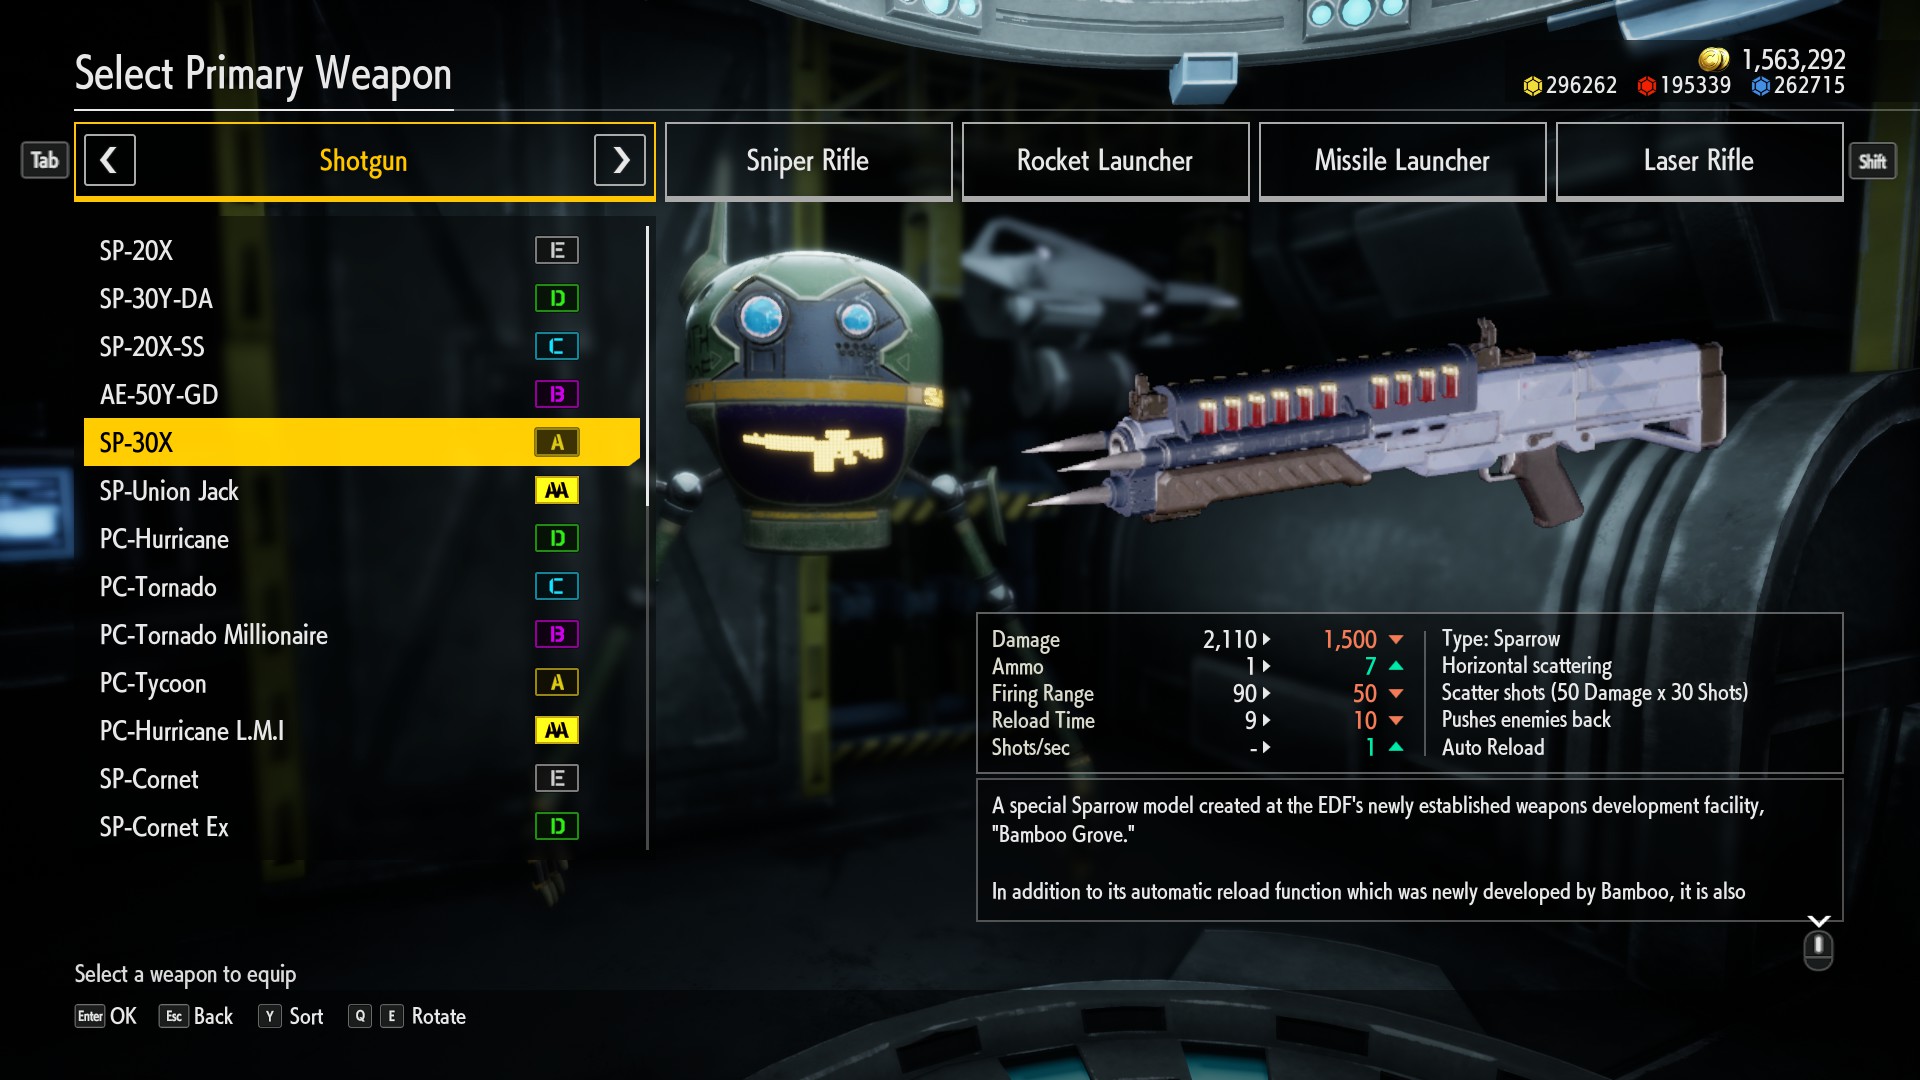 Select Primary Weapon
1,563,292
296262 195339 262715
Tab Shotgun Sniper Rifle Rocket Launcher Missile Launcher Laser Rifle Shift
SP-20X E
SP-30Y-DA D
SP-20X-SS C
AE-50Y-GD B
SP-30X A
SP-Union Jack AA
PC-Hurricane D
PC-Tornado C
PC-Tornado Millionaire B
PC-Tycoon A
PC-Hurricane L.M.I AA
SP-Cornet E
SP-Cornet Ex D
Damage 2,110 1,500 Type: Sparrow
Ammo 1 7 Horizontal scattering
Firing Range 90 50 Scatter shots (50 Damage x 30 Shots)
Reload Time 9 10 Pushes enemies back
Shots/sec - 1 Auto Reload
A special Sparrow model created at the EDF's newly established weapons development facility,
"Bamboo Grove."
In addition to its automatic reload function which was newly developed by Bamboo, it is also
Select a weapon to equip
Enter OK Esc Back Y Sort Q E Rotate